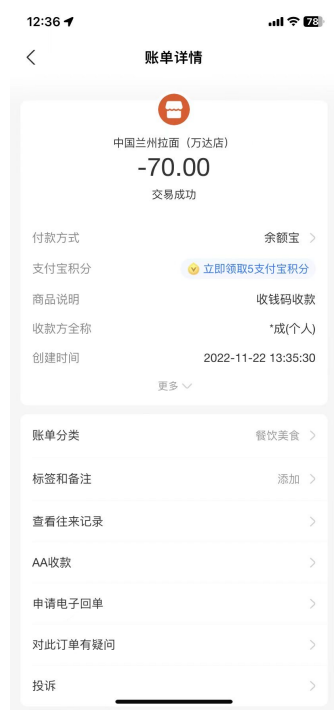 12:36
78
账单详情
中国兰州拉面（万达店）
-70.00
交易成功
付款方式 余额宝
支付宝积分 立即领取5支付宝积分
商品说明 收钱码收款
收款方全称 *成(个人)
创建时间 2022-11-22 13:35:30
更多
账单分类 餐饮美食
标签和备注 添加
查看往来记录
AA收款
申请电子回单
对此订单有疑问
投诉